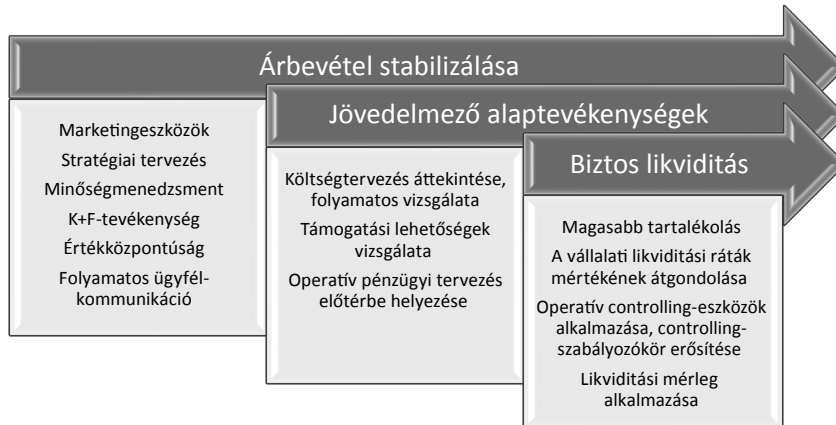 Árbevétel stabilizálása
Marketingeszközök
Stratégiai tervezés
Minőségmenedzsment
K+F-tevékenység
Értékközpontúság
Folyamatos ügyfél-
kommunikáció
Jövedelmező alaptevékenységek
Költségtervezés áttekintése,
folyamatos vizsgálata
Támogatási lehetőségek
vizsgálata
Operatív pénzügyi tervezés
előtérbe helyezése
Biztos likviditás
Magasabb tartalékolás
A vállalati likviditási ráták
mértékének átgondolása
Operatív controlling-eszközök
alkalmazása, controlling-
szabályozókör erősítése
Likviditási mérleg
alkalmazása